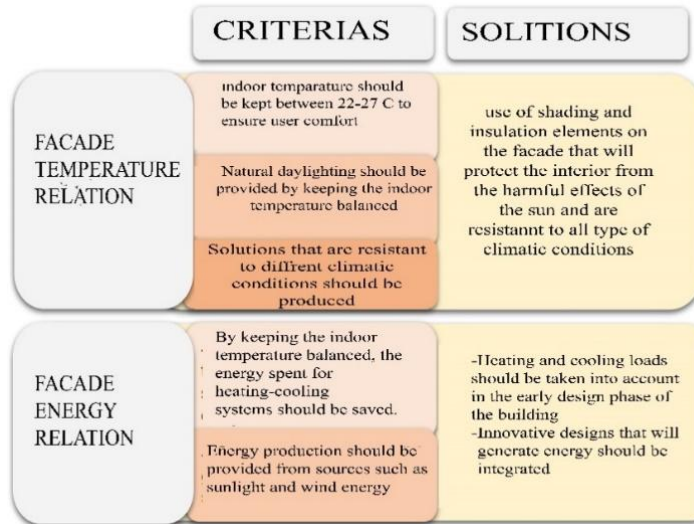 CRITERIAS
SOLITIONS
FACADE
TEMPERATURE
RELATION
indoor temparature should
be kept between 22-27 C to
ensure user comfort
Natural daylighting should be
provided by keeping the indoor
temperature balanced
Solutions that are resistant
to diffrent climatic
conditions should be
produced
use of shading and
insulation elements on
the facade that will
protect the interior from
the harmful effects of
the sun and are
resistannt to all type of
climatic conditions
FACADE
ENERGY
RELATION
By keeping the indoor
temperature balanced, the
energy spent for
heating-cooling
systems should be saved.
Energy production should be
provided from sources such as
sunlight and wind energy
-Heating and cooling loads
should be taken into account
in the early design phase of
the building
-Innovative designs that will
generate energy should be
integrated